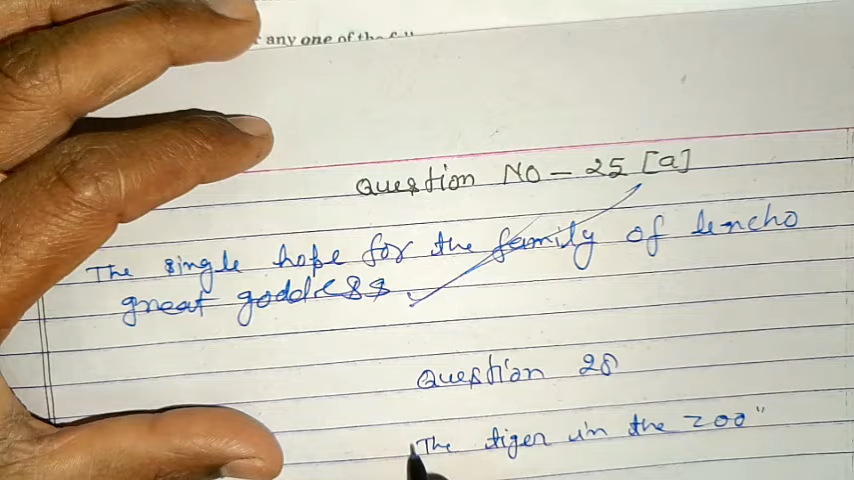 any one of the f
Question NO - 25 [a]
The single hope for the family of lencho
great goddess.
Question 28
The tiger in the zoo"